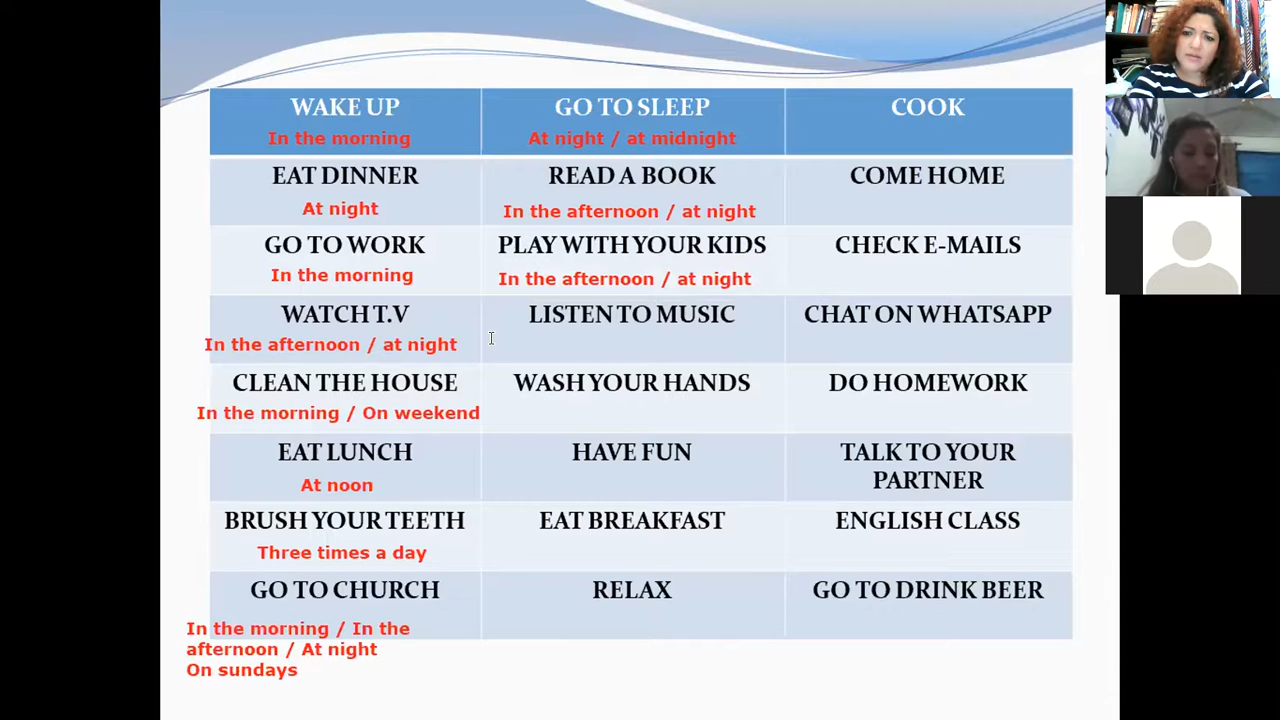 WAKE UP
In the morning
GO TO SLEEP
At night / at midnight
COOK
EAT DINNER
At night
READ A BOOK
In the afternoon / at night
COME HOME
GO TO WORK
In the morning
PLAY WITH YOUR KIDS
In the afternoon / at night
CHECK E-MAILS
WATCH T.V
In the afternoon / at night
LISTEN TO MUSIC
CHAT ON WHATSAPP
CLEAN THE HOUSE
In the morning / On weekend
WASH YOUR HANDS
DO HOMEWORK
EAT LUNCH
At noon
HAVE FUN
TALK TO YOUR
PARTNER
BRUSH YOUR TEETH
Three times a day
EAT BREAKFAST
ENGLISH CLASS
GO TO CHURCH
In the morning / In the
afternoon / At night
On sundays
RELAX
GO TO DRINK BEER